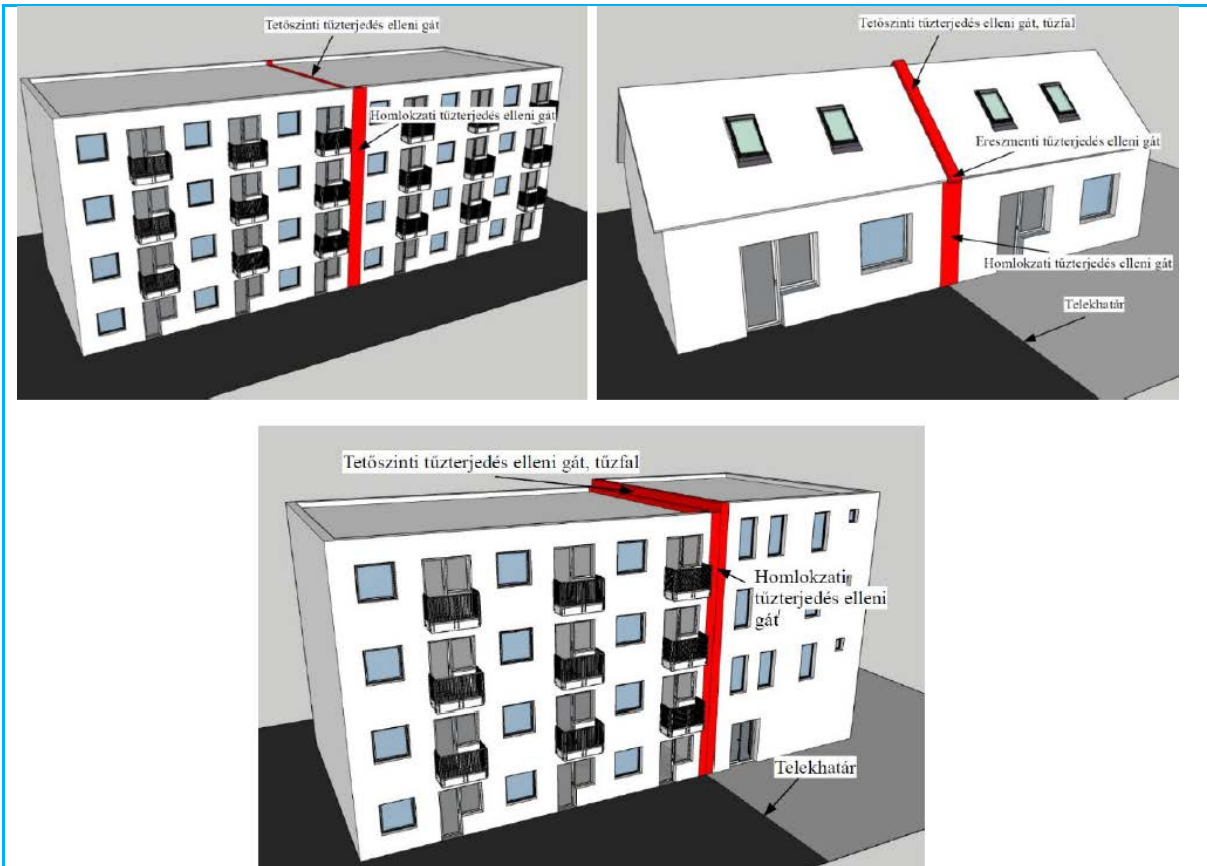 Tetőszinti tűzterjedés elleni gát
Homlokzati tűzterjedés elleni gát
Tetőszinti tűzterjedés elleni gát, tűzfal
Ereszmenti tűzterjedés elleni gát
Homlokzati tűzterjedés elleni gát
Telekhatár
Tetőszinti tűzterjedés elleni gát, tűzfal
Homlokzati
tűzterjedés elleni
gát
Telekhatár